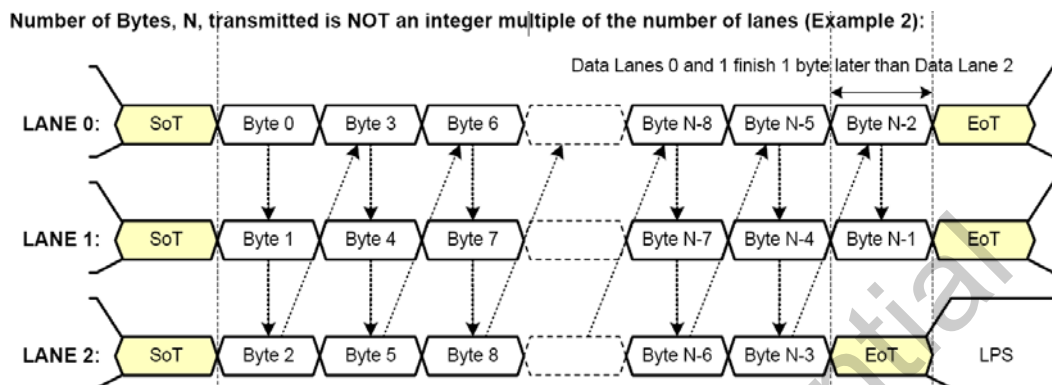 Number of Bytes, N, transmitted is NOT an integer multiple of the number of lanes (Example 2):
Data Lanes 0 and 1 finish 1 byte later than Data Lane 2
LANE 0: SoT Byte 0 Byte 3 Byte 6 Byte N-8 Byte N-5 Byte N-2 EoT
LANE 1: SoT Byte 1 Byte 4 Byte 7 Byte N-7 Byte N-4 Byte N-1 EoT
LANE 2: SoT Byte 2 Byte 5 Byte 8 Byte N-6 Byte N-3 EoT LPS